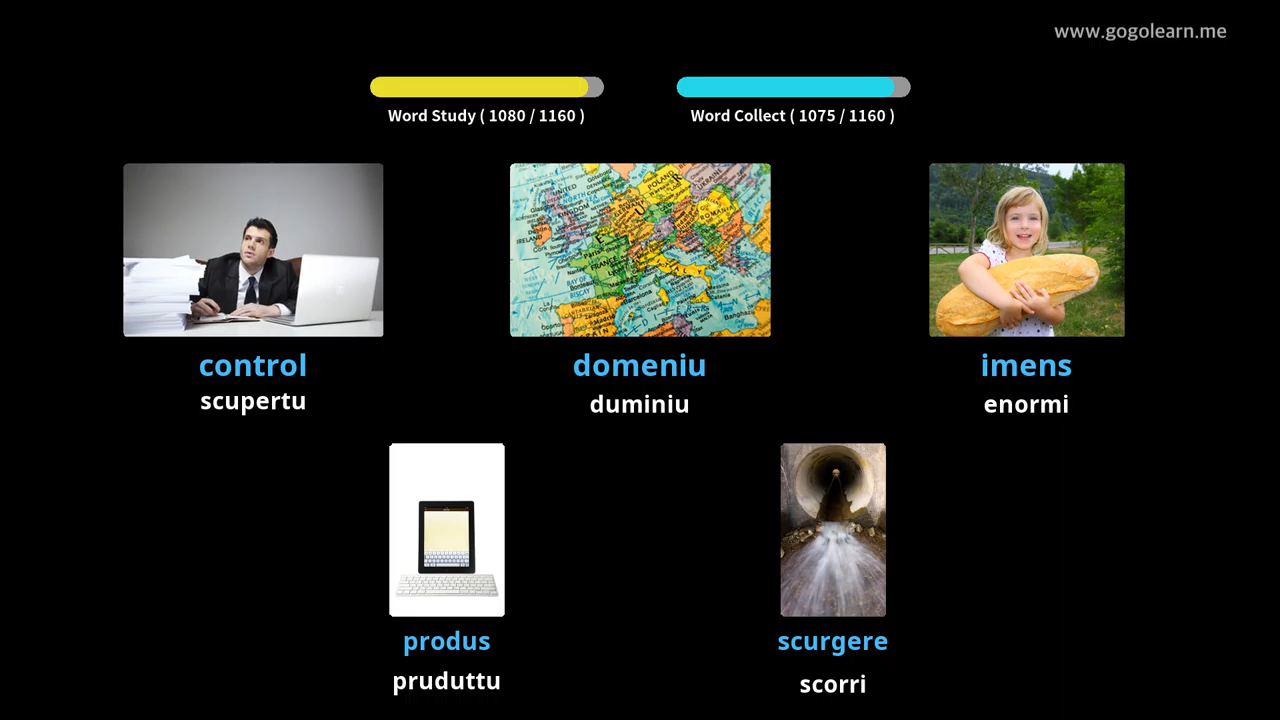 www.gogolearn.me
Word Study ( 1080 / 1160 )
Word Collect ( 1075 / 1160 )
control
domeniu
imens
scupertu
duminiu
enormi
produs
scurgere
pruduttu
scorri